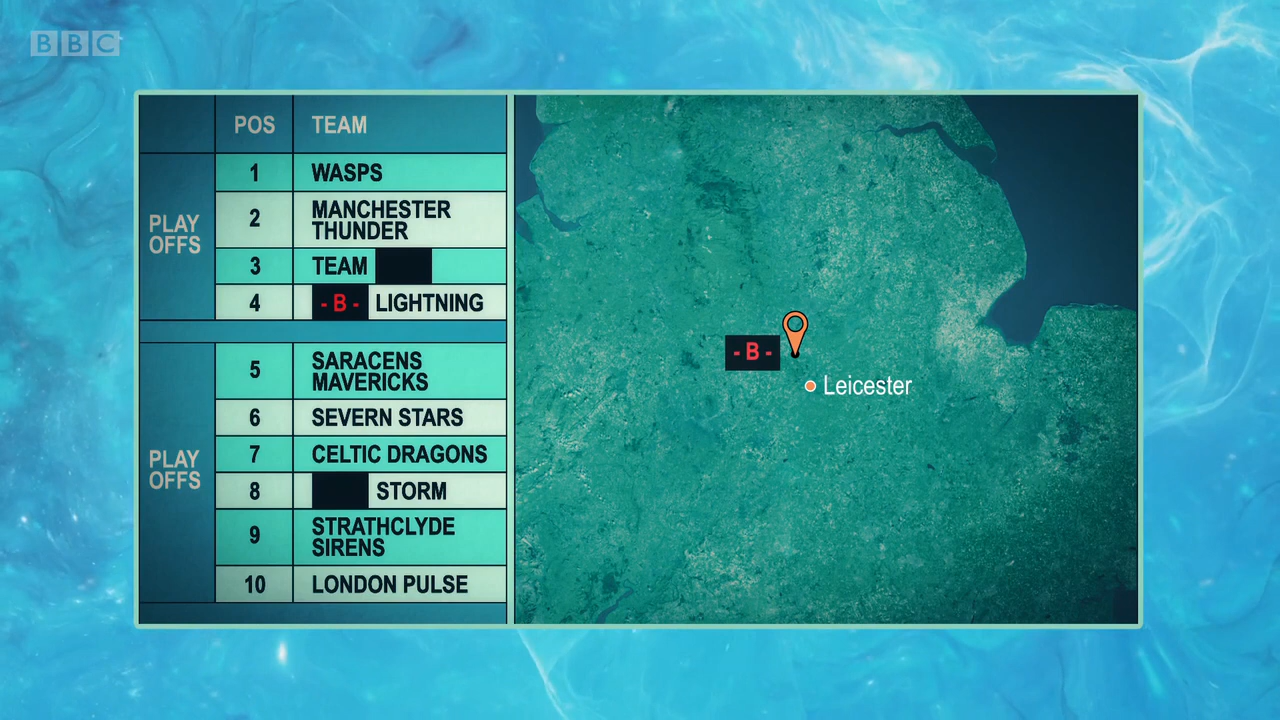 BBC
POS TEAM
PLAY
OFFS
1 WASPS
2 MANCHESTER
THUNDER
3 TEAM
4 - B - LIGHTNING
PLAY
OFFS
5 SARACENS
MAVERICKS
6 SEVERN STARS
7 CELTIC DRAGONS
8 STORM
9 STRATHCLYDE
SIRENS
10 LONDON PULSE
- B -
Leicester